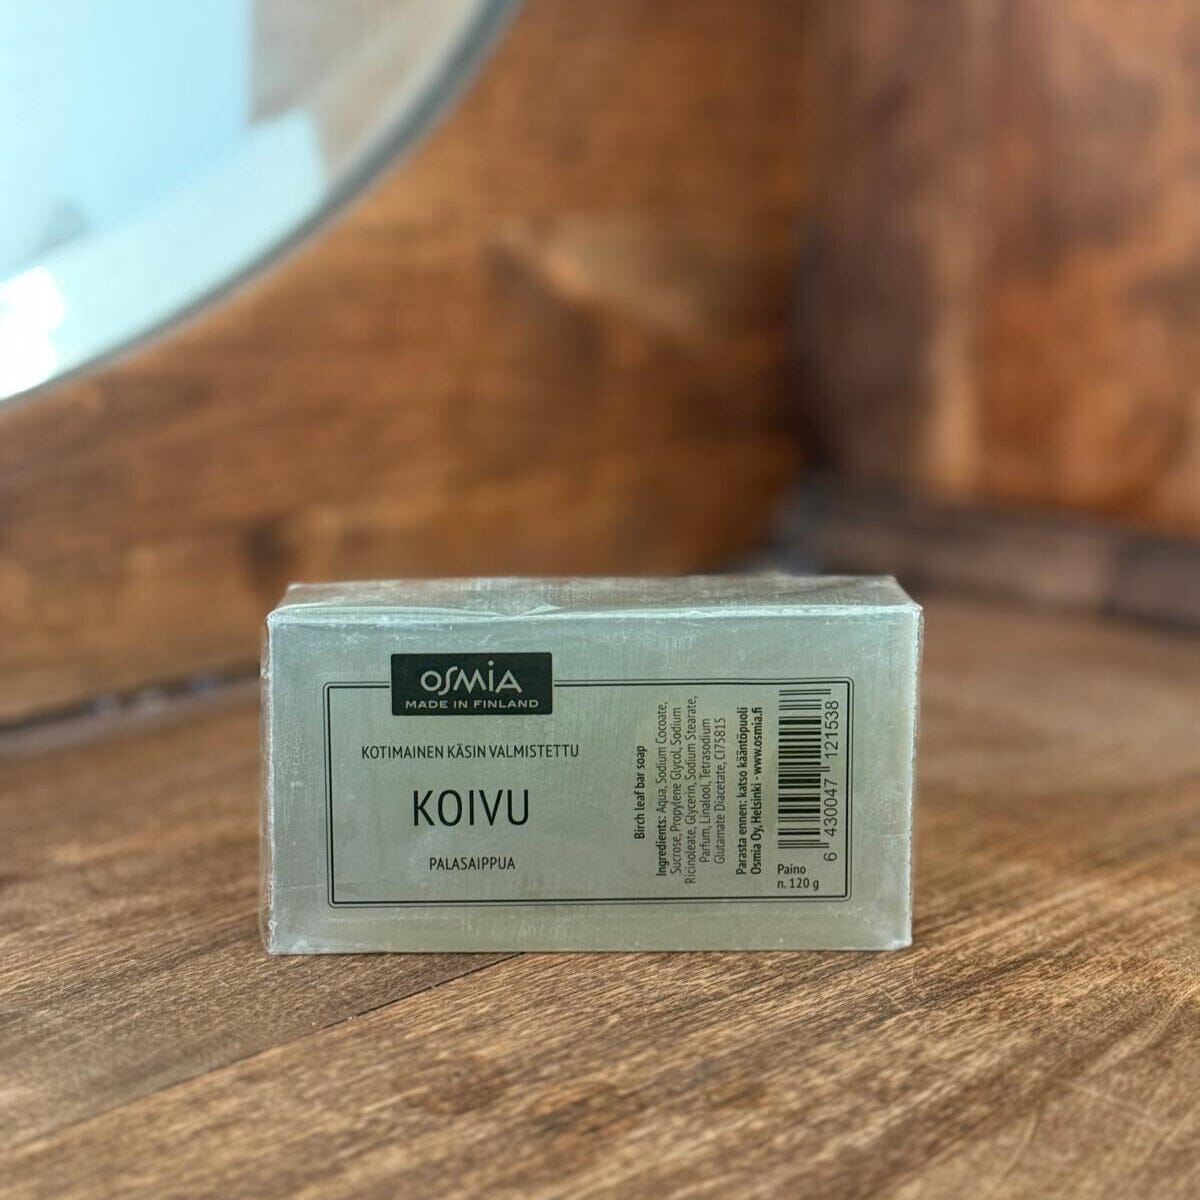 OSMIA
MADE IN FINLAND
KOTIMAINEN KÄSIN VALMISTETTU
KOIVU
PALASAIPPUA
Birch leaf bar soap
Ingredients: Aqua, Sodium Cocoate,
Sucrose, Propylene Glycol, Sodium
Ricinoleate, Glycerin, Sodium Stearate,
Parfum, Linalool, Tetrasodium
Glutamate Diacetate, CI75815
Parasta ennen: katso kääntöpuoli
Osmia Oy, Helsinki - www.osmia.fi
Paino
n. 120 g
6 430047 121538